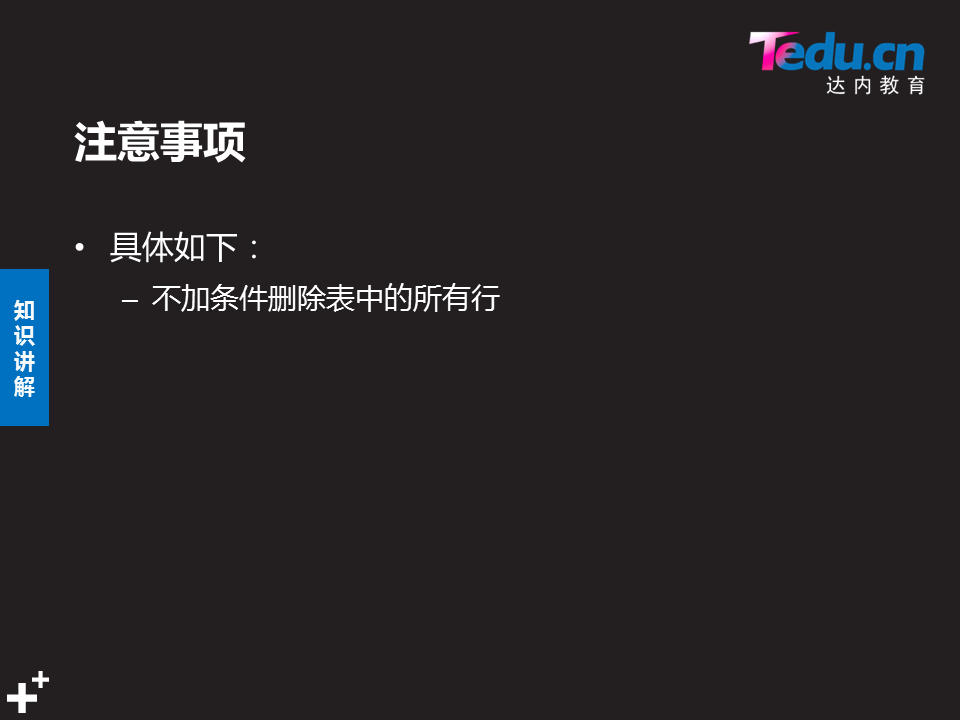 Tedu.cn
达内教育
注意事项
• 具体如下：
– 不加条件删除表中的所有行
知识讲解